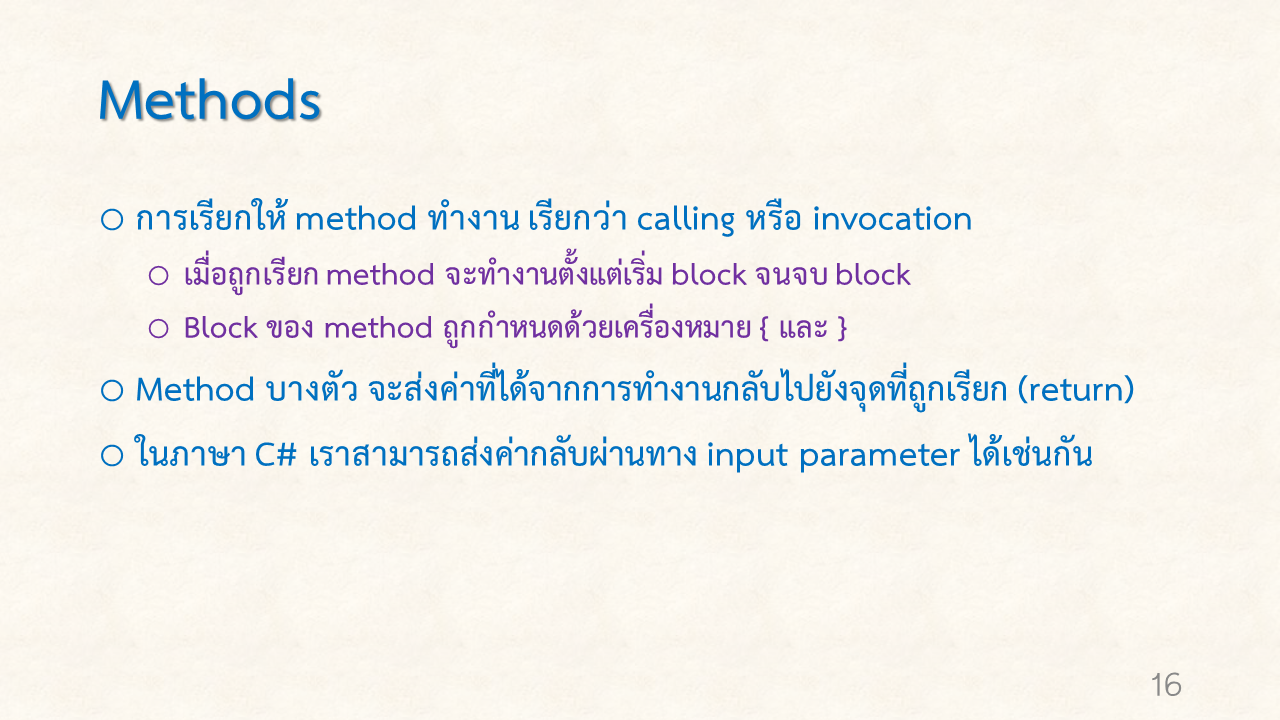 Methods
การเรียกให้ method ทำงาน เรียกว่า calling หรือ invocation
เมื่อถูกเรียก method จะทำงานตั้งแต่เริ่ม block จนจบ block
Block ของ method ถูกกำหนดด้วยเครื่องหมาย { และ }
Method บางตัว จะส่งค่าที่ได้จากการทำงานกลับไปยังจุดที่ถูกเรียก (return)
ในภาษา C# เราสามารถส่งค่ากลับผ่านทาง input parameter ได้เช่นกัน
16